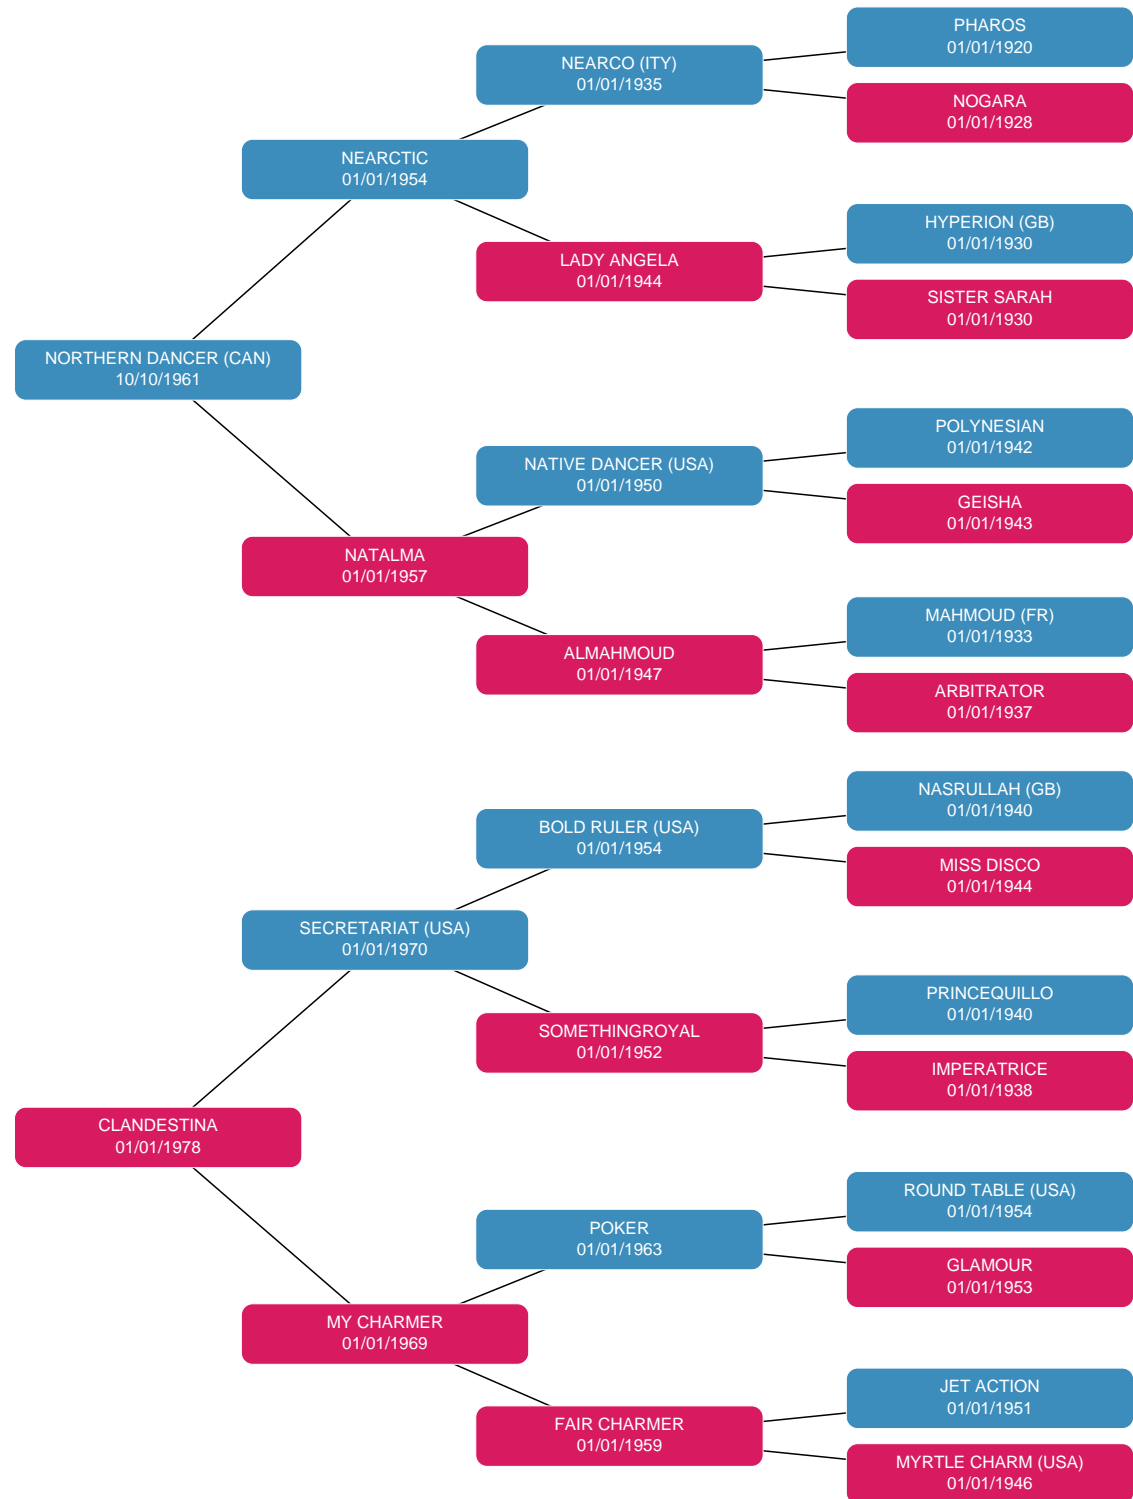 PHAROS
01/01/1920
NEARCO (ITY)
01/01/1935
NOGARA
01/01/1928
NEARCTIC
01/01/1954
HYPERION (GB)
01/01/1930
LADY ANGELA
01/01/1944
SISTER SARAH
01/01/1930
NORTHERN DANCER (CAN)
10/10/1961
POLYNESIAN
01/01/1942
NATIVE DANCER (USA)
01/01/1950
GEISHA
01/01/1943
NATALMA
01/01/1957
MAHMOUD (FR)
01/01/1933
ALMAHMOUD
01/01/1947
ARBITRATOR
01/01/1937
NASRULLAH (GB)
01/01/1940
BOLD RULER (USA)
01/01/1954
MISS DISCO
01/01/1944
SECRETARIAT (USA)
01/01/1970
PRINCEQUILLO
01/01/1940
SOMETHINGROYAL
01/01/1952
IMPERATRICE
01/01/1938
CLANDESTINA
01/01/1978
ROUND TABLE (USA)
01/01/1954
POKER
01/01/1963
GLAMOUR
01/01/1953
MY CHARMER
01/01/1969
JET ACTION
01/01/1951
FAIR CHARMER
01/01/1959
MYRTLE CHARM (USA)
01/01/1946